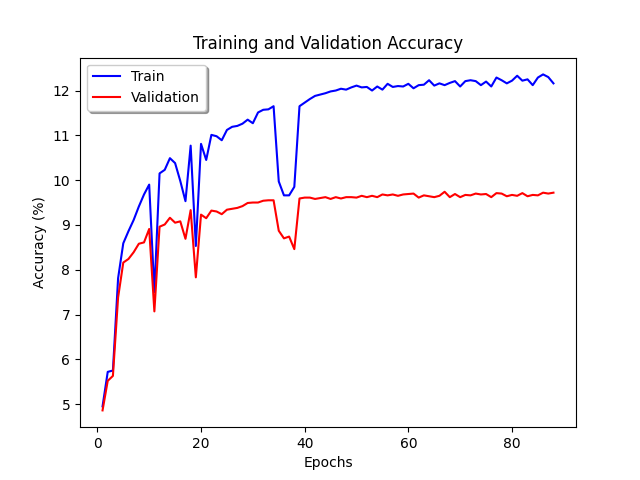 Training and Validation Accuracy
Train
Validation
12
11
10
9
8
7
6
5
Accuracy (%)
0
20
40
60
80
Epochs